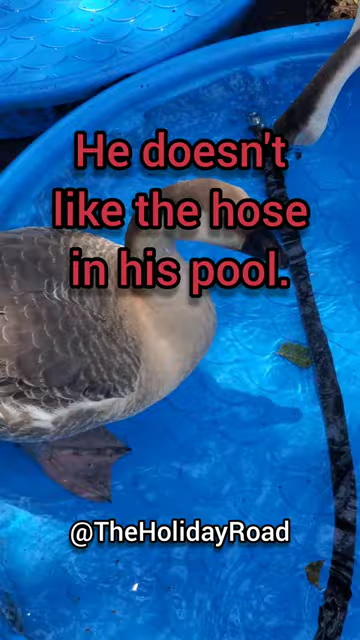 He doesn't
like the hose
in his pool.
@TheHolidayRoad